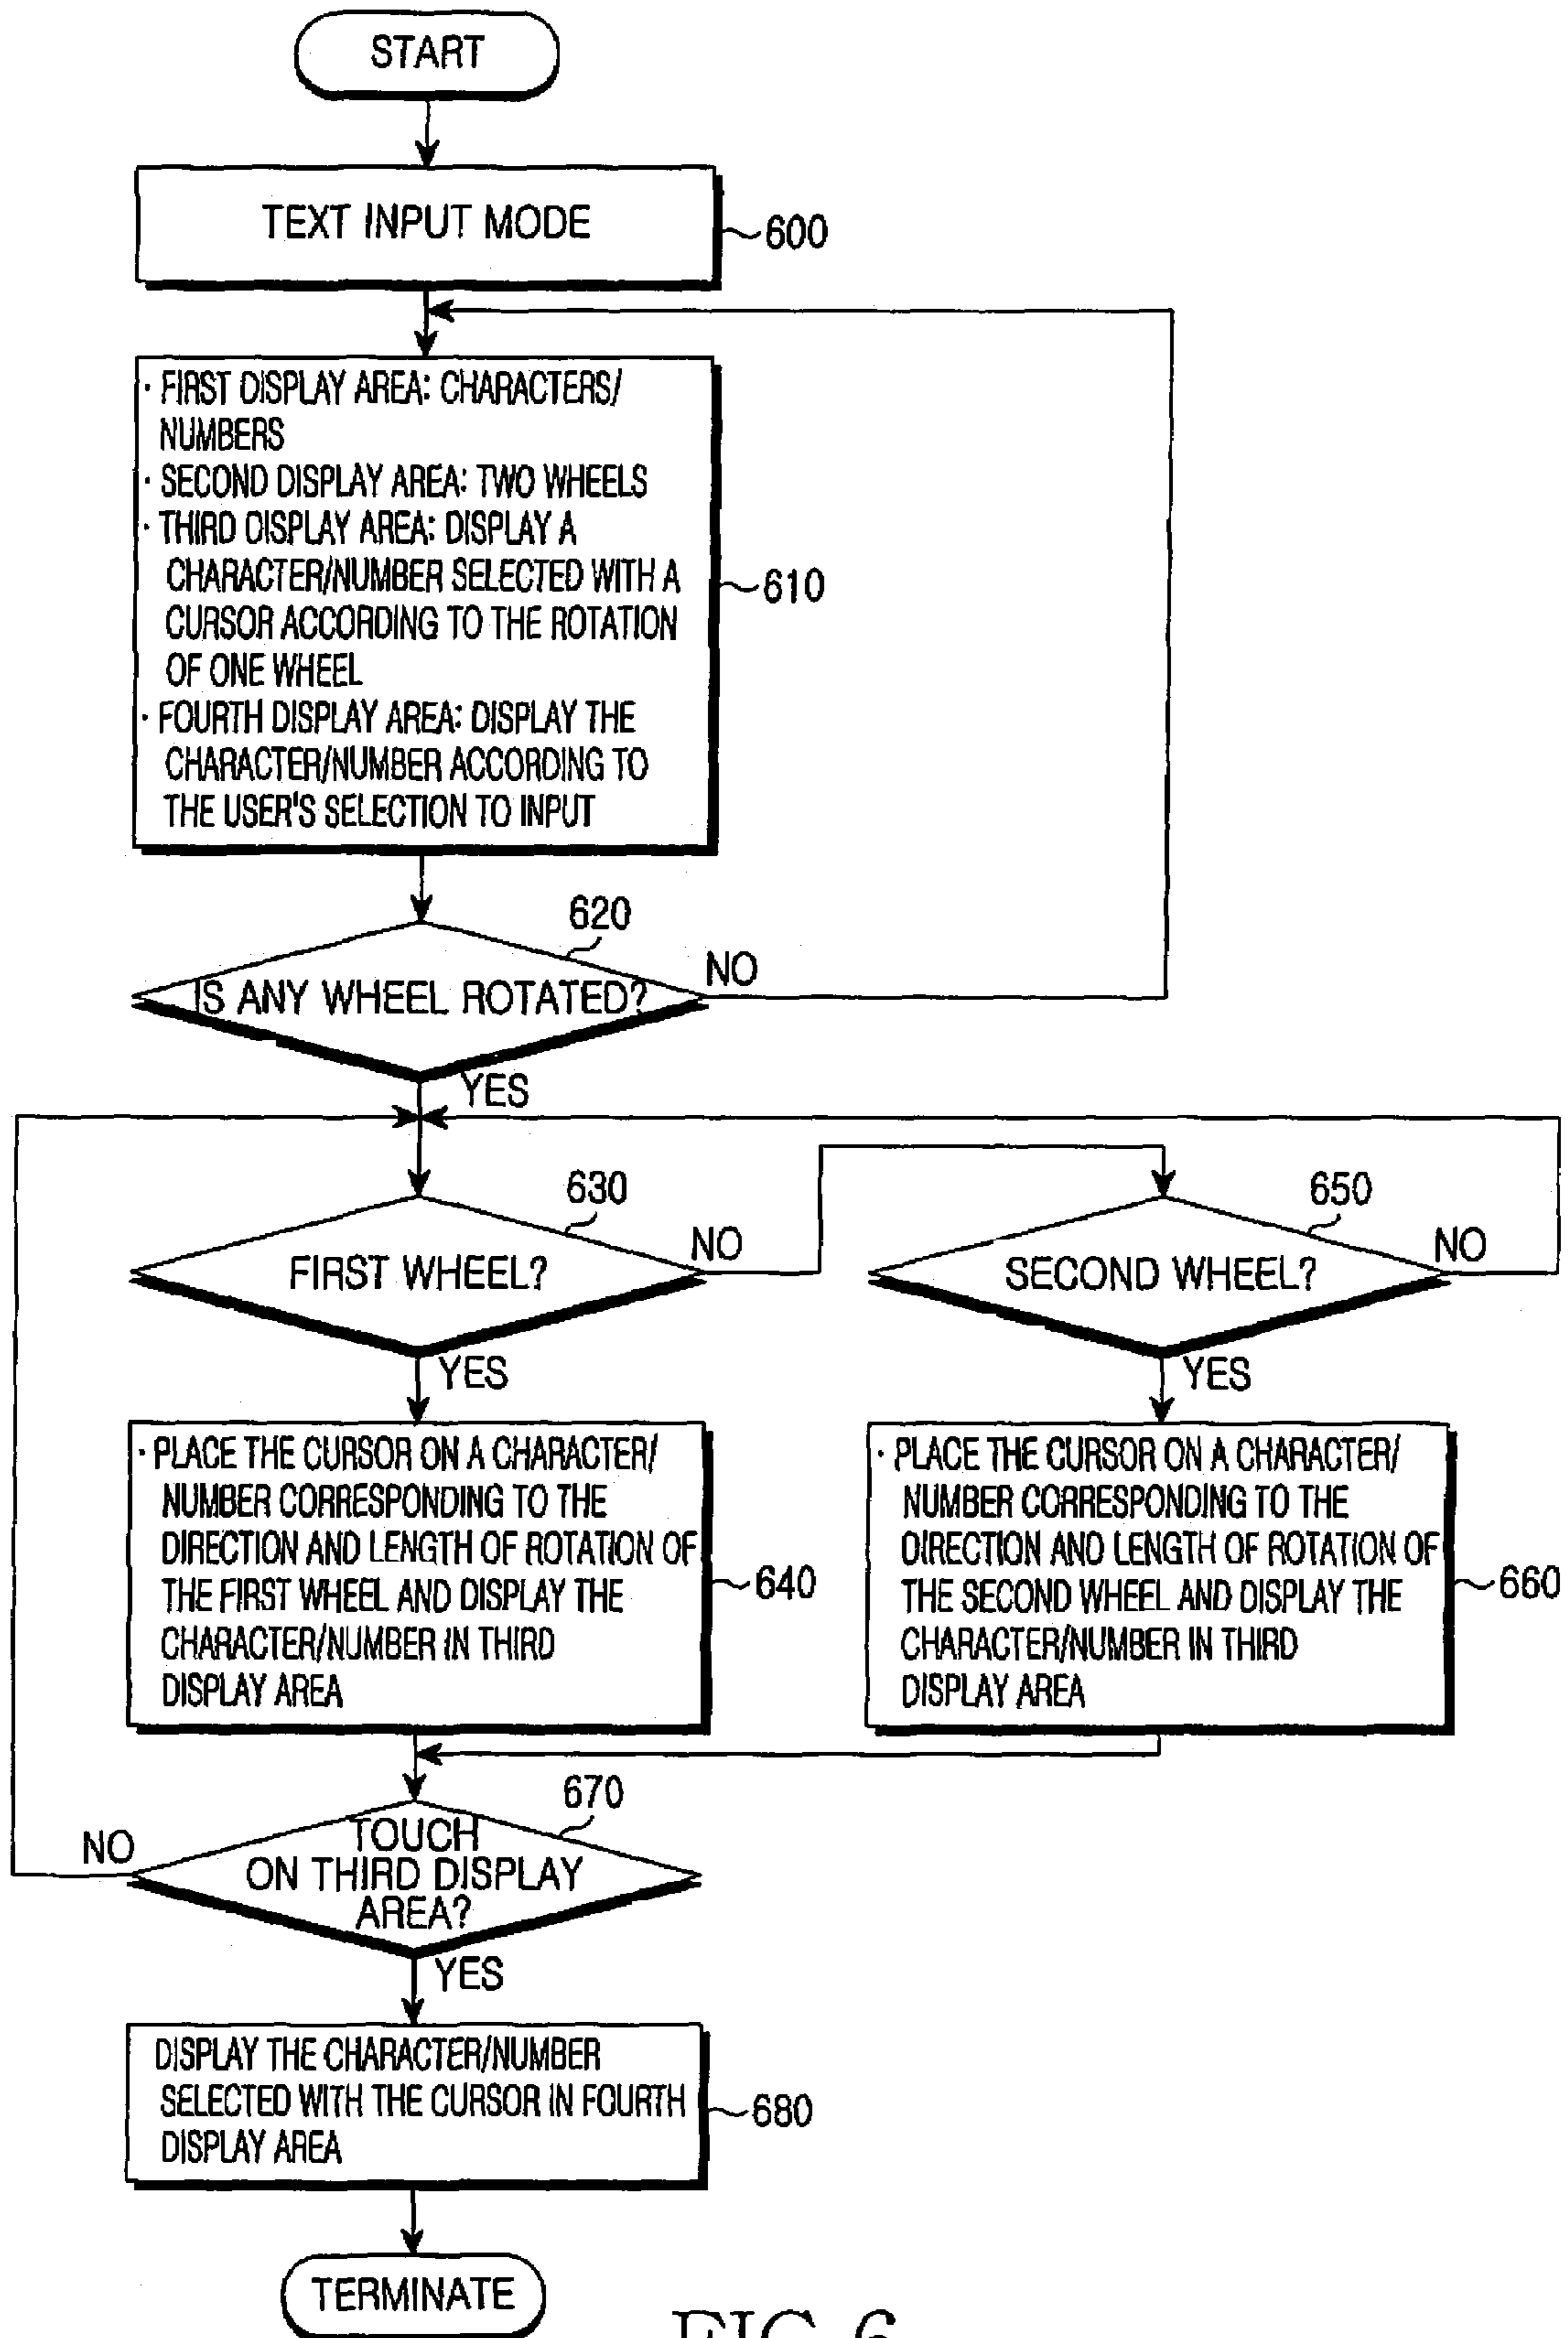 START
TEXT INPUT MODE
600
· FIRST DISPLAY AREA: CHARACTERS/
NUMBERS
· SECOND DISPLAY AREA: TWO WHEELS
· THIRD DISPLAY AREA: DISPLAY A
CHARACTER/NUMBER SELECTED WITH A
CURSOR ACCORDING TO THE ROTATION
OF ONE WHEEL
· FOURTH DISPLAY AREA: DISPLAY THE
CHARACTER/NUMBER ACCORDING TO
THE USER'S SELECTION TO INPUT
610
620
IS ANY WHEEL ROTATED?
NO
YES
630
FIRST WHEEL?
NO
YES
650
SECOND WHEEL?
NO
YES
· PLACE THE CURSOR ON A CHARACTER/
NUMBER CORRESPONDING TO THE
DIRECTION AND LENGTH OF ROTATION OF
THE FIRST WHEEL AND DISPLAY THE
CHARACTER/NUMBER IN THIRD
DISPLAY AREA
640
· PLACE THE CURSOR ON A CHARACTER/
NUMBER CORRESPONDING TO THE
DIRECTION AND LENGTH OF ROTATION OF
THE SECOND WHEEL AND DISPLAY THE
CHARACTER/NUMBER IN THIRD
DISPLAY AREA
660
670
NO
TOUCH
ON THIRD DISPLAY
AREA?
YES
DISPLAY THE CHARACTER/NUMBER
SELECTED WITH THE CURSOR IN FOURTH
DISPLAY AREA
680
TERMINATE
FIG. 6